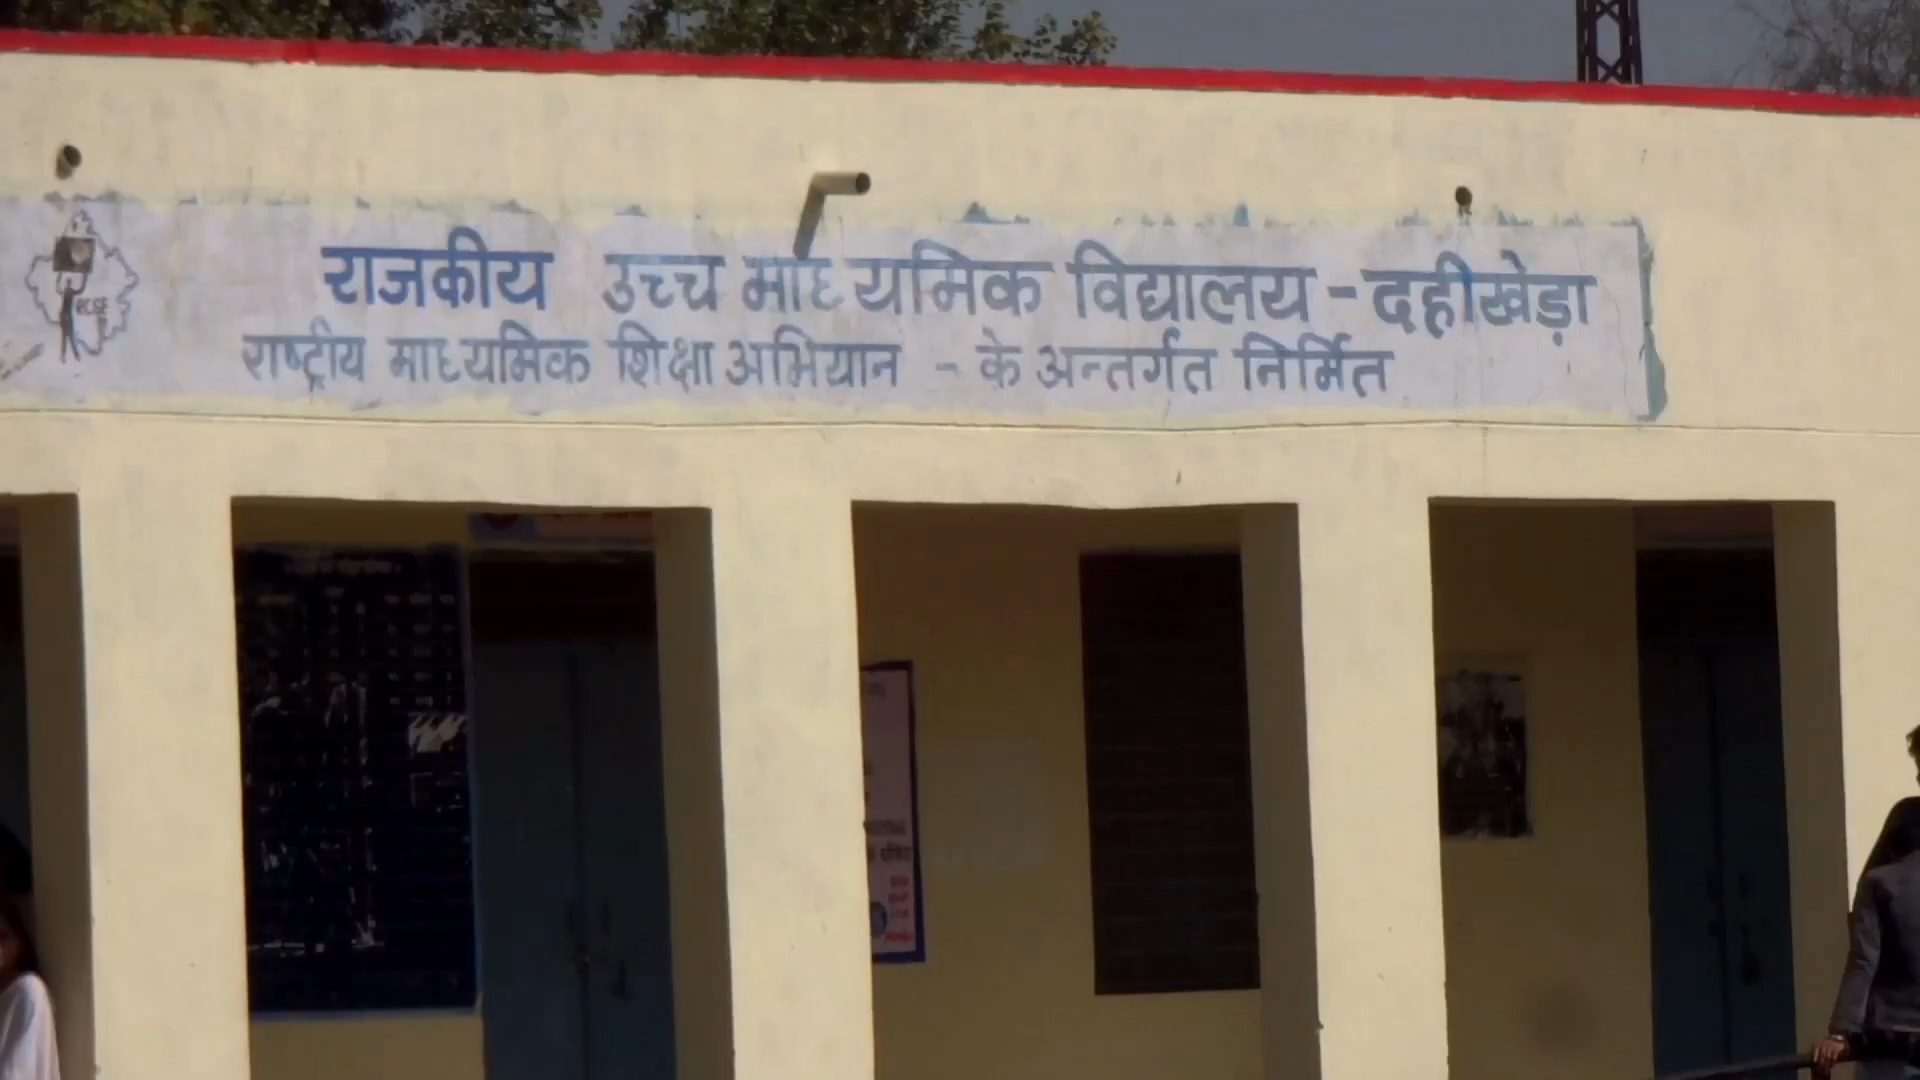 राजकीय उच्च माध्यमिक विद्यालय - दहीखेड़ा
राष्ट्रीय माध्यमिक शिक्षा अभियान - के अन्तर्गत निर्मित